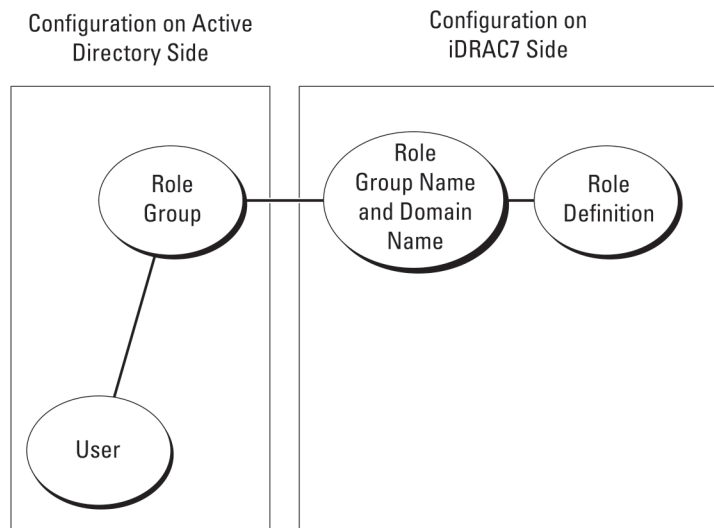 Configuration on Active
Directory Side
Configuration on
iDRAC7 Side
Role
Group
Role
Group Name
and Domain
Name
Role
Definition
User